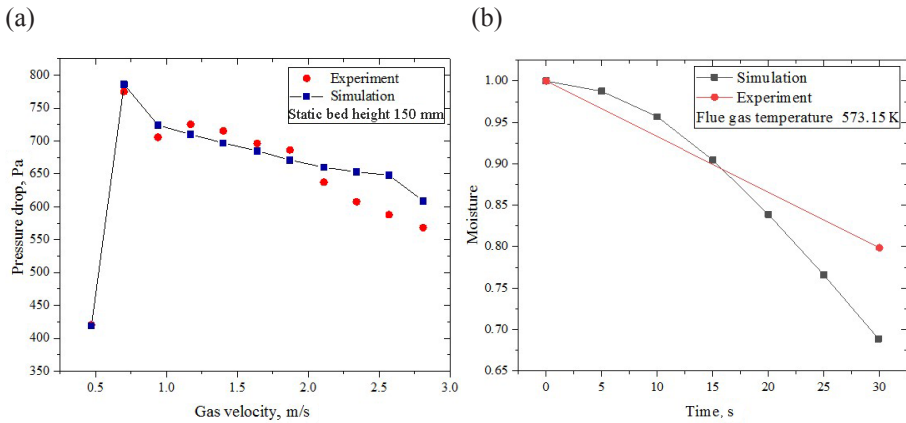 (a)
(b)
800
750
700
650
600
550
500
450
400
350
Pressure drop, Pa
Experiment
Simulation
Static bed height 150 mm
0.5
1.0
1.5
2.0
2.5
3.0
Gas velocity, m/s
1.00
0.95
0.90
0.85
0.80
0.75
0.70
0.65
Moisture
Simulation
Experiment
Flue gas temperature 573.15 K
0
5
10
15
20
25
30
Time, s